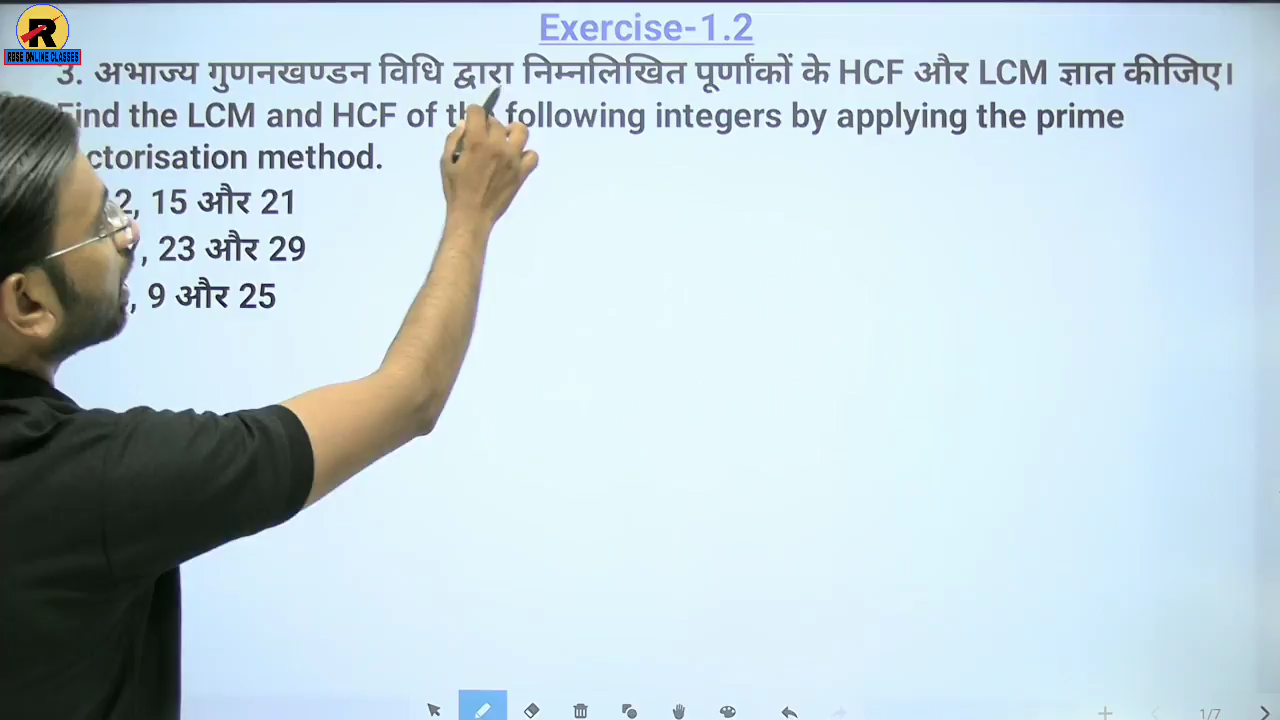 Exercise-1.2
R
RBSE ONLINE CLASSES
3. अभाज्य गुणनखण्डन विधि द्वारा निम्नलिखित पूर्णांकों के HCF और LCM ज्ञात कीजिए।
Find the LCM and HCF of the following integers by applying the prime
ctorisation method.
2, 15 और 21
, 23 और 29
, 9 और 25
1/7